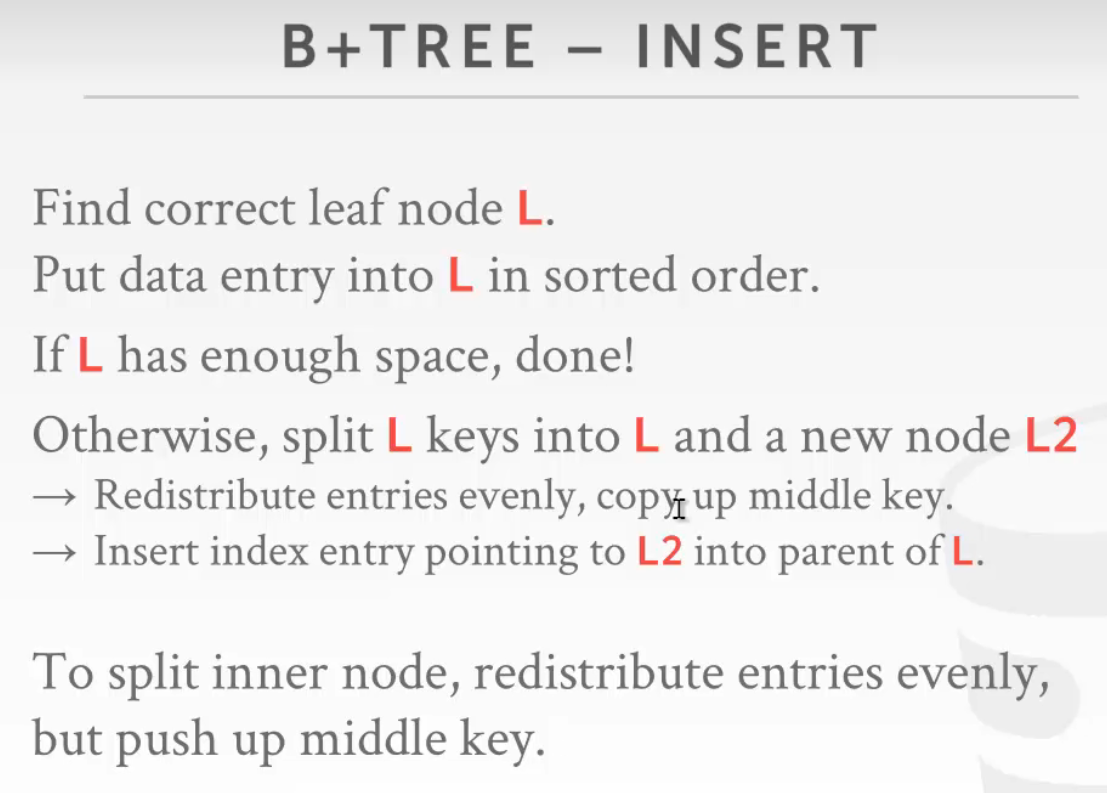 B+TREE – INSERT
Find correct leaf node L.
Put data entry into L in sorted order.
If L has enough space, done!
Otherwise, split L keys into L and a new node L2
→ Redistribute entries evenly, copy up middle key.
→ Insert index entry pointing to L2 into parent of L.
To split inner node, redistribute entries evenly,
but push up middle key.